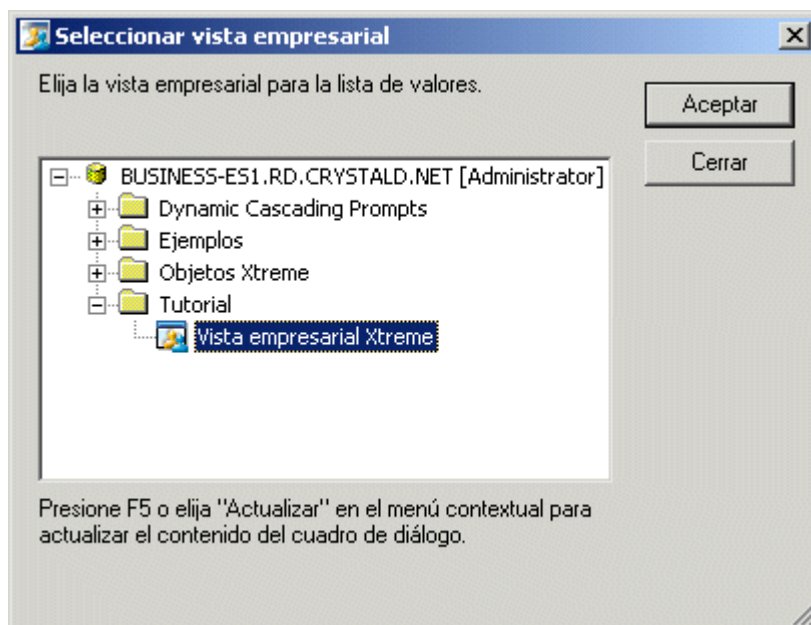 Seleccionar vista empresarial
Elija la vista empresarial para la lista de valores.
Aceptar
Cerrar
BUSINESS-ES1.RD.CRYSTALD.NET [Administrator]
Dynamic Cascading Prompts
Ejemplos
Objetos Xtreme
Tutorial
Vista empresarial Xtreme
Presione F5 o elija "Actualizar" en el menú contextual para
actualizar el contenido del cuadro de diálogo.